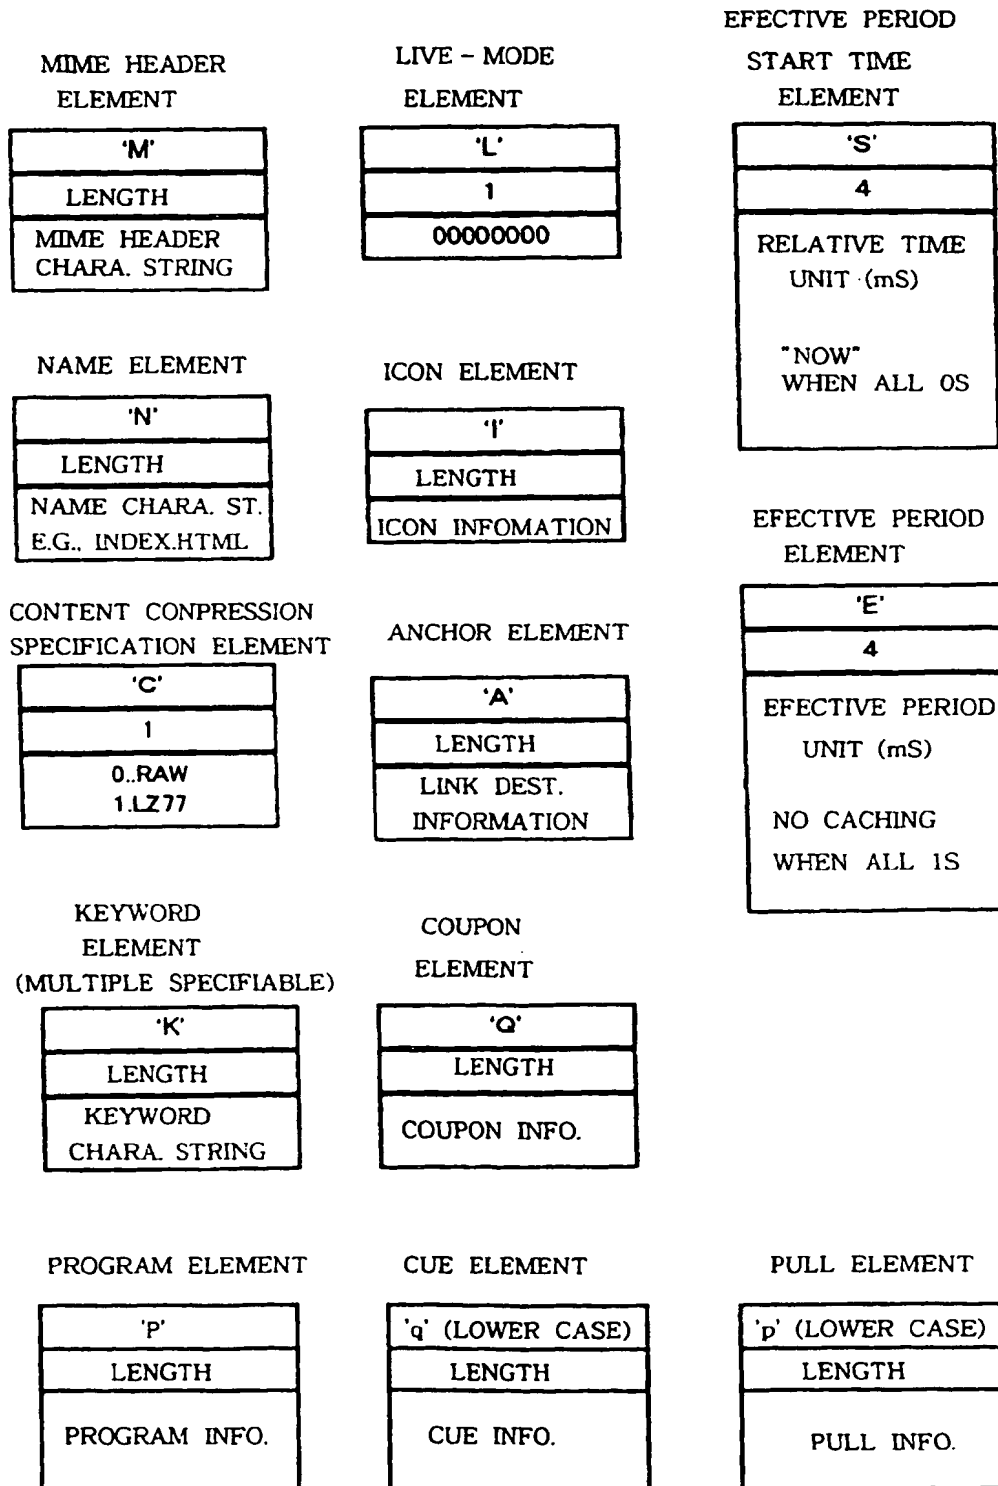 MIME HEADER
ELEMENT
'M'
LENGTH
MIME HEADER
CHARA. STRING
LIVE - MODE
ELEMENT
'L'
1
00000000
EFECTIVE PERIOD
START TIME
ELEMENT
'S'
4
RELATIVE TIME
UNIT (mS)
"NOW"
WHEN ALL 0S
NAME ELEMENT
'N'
LENGTH
NAME CHARA. ST.
E.G., INDEX.HTML
ICON ELEMENT
'I'
LENGTH
ICON INFOMATION
EFECTIVE PERIOD
ELEMENT
'E'
4
EFECTIVE PERIOD
UNIT (mS)
NO CACHING
WHEN ALL 1S
CONTENT CONPRESSION
SPECIFICATION ELEMENT
'C'
1
0..RAW
1.LZ77
ANCHOR ELEMENT
'A'
LENGTH
LINK DEST.
INFORMATION
KEYWORD
ELEMENT
(MULTIPLE SPECIFIABLE)
'K'
LENGTH
KEYWORD
CHARA. STRING
COUPON
ELEMENT
'Q'
LENGTH
COUPON INFO.
PROGRAM ELEMENT
'P'
LENGTH
PROGRAM INFO.
CUE ELEMENT
'q' (LOWER CASE)
LENGTH
CUE INFO.
PULL ELEMENT
'p' (LOWER CASE)
LENGTH
PULL INFO.